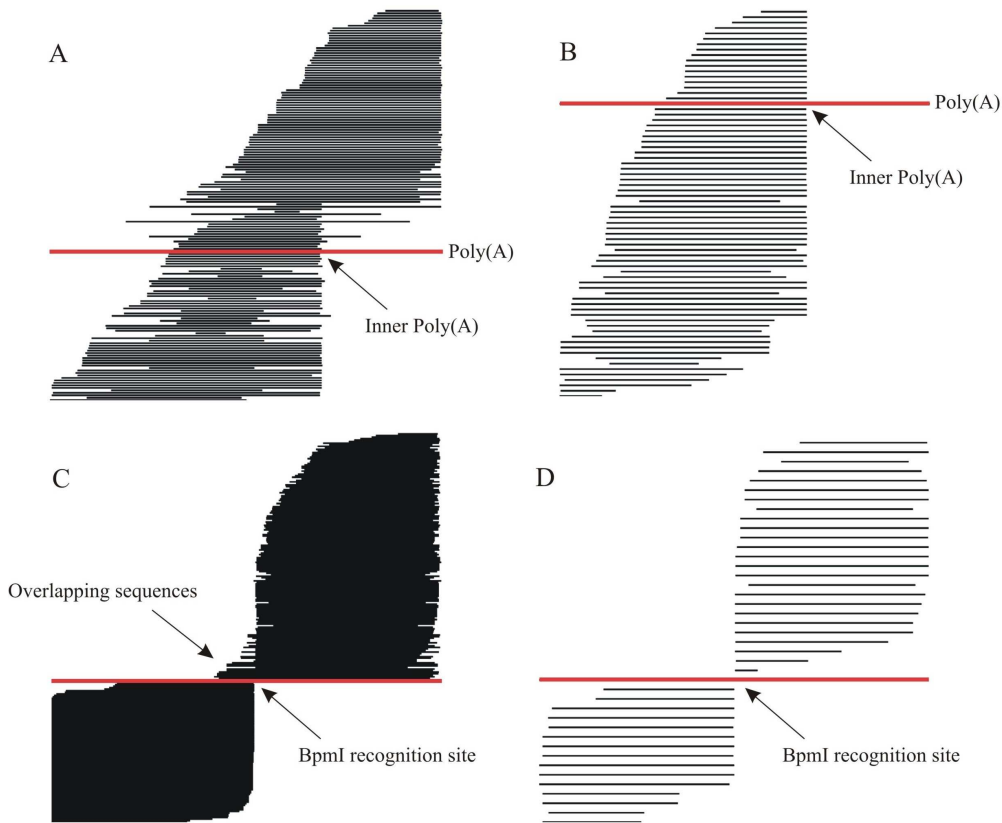 A
Poly(A)
Inner Poly(A)
B
Poly(A)
Inner Poly(A)
C
Overlapping sequences
BpmI recognition site
D
BpmI recognition site